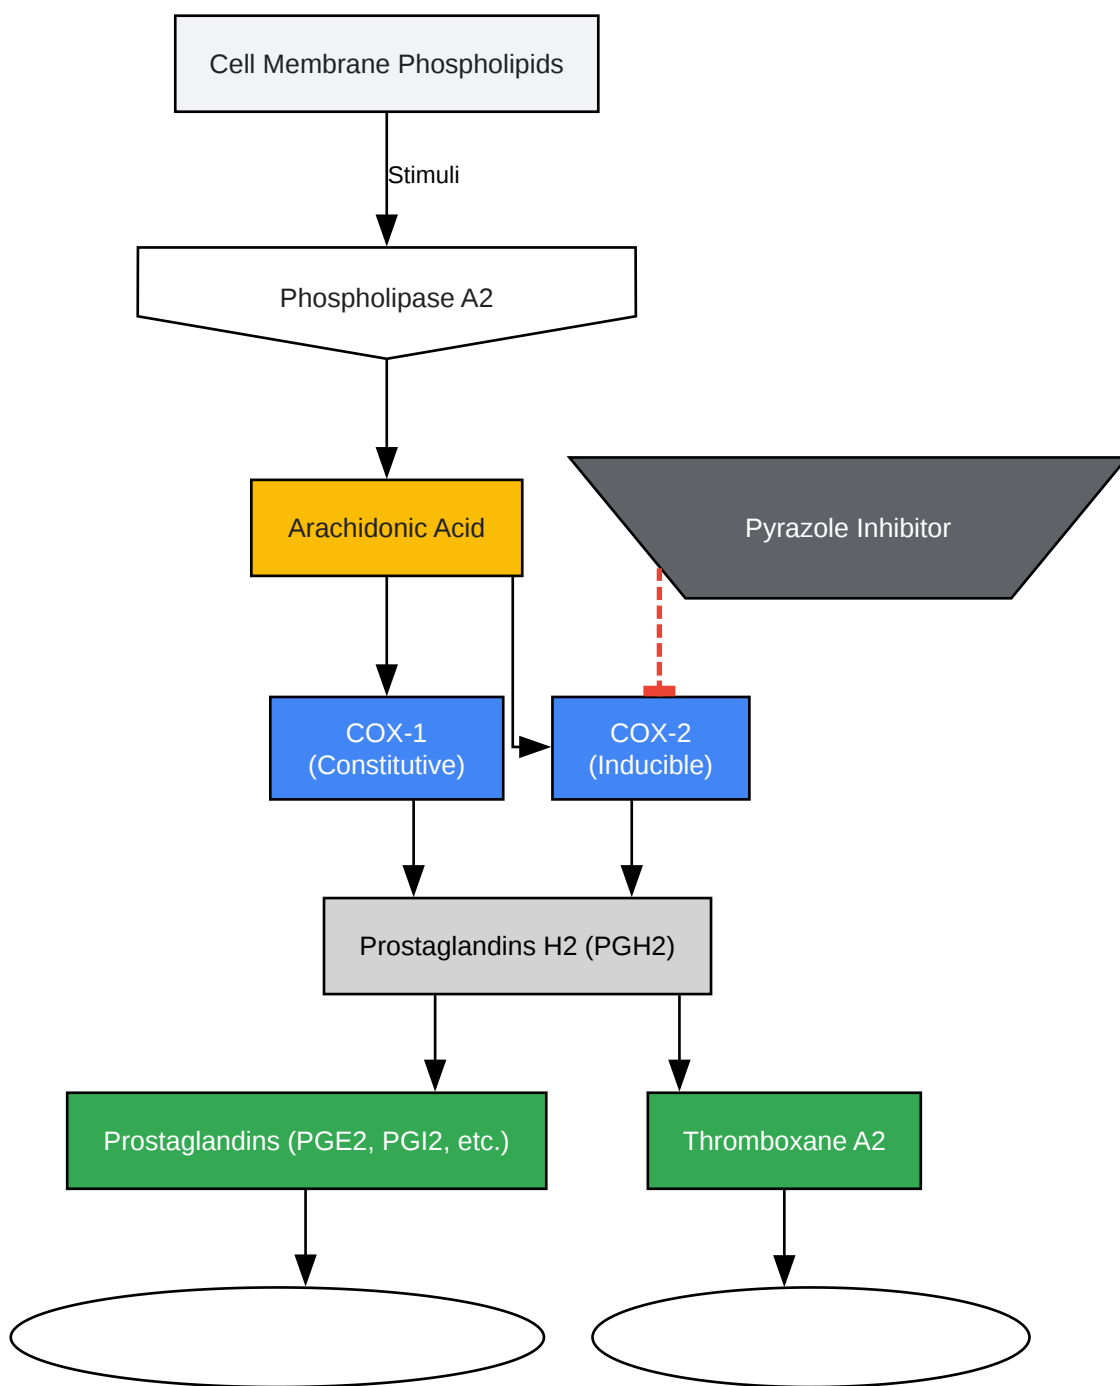 Cell Membrane Phospholipids
Stimuli
Phospholipase A2
Arachidonic Acid
Pyrazole Inhibitor
COX-1
(Constitutive)
COX-2
(Inducible)
Prostaglandins H2 (PGH2)
Prostaglandins (PGE2, PGI2, etc.)
Thromboxane A2